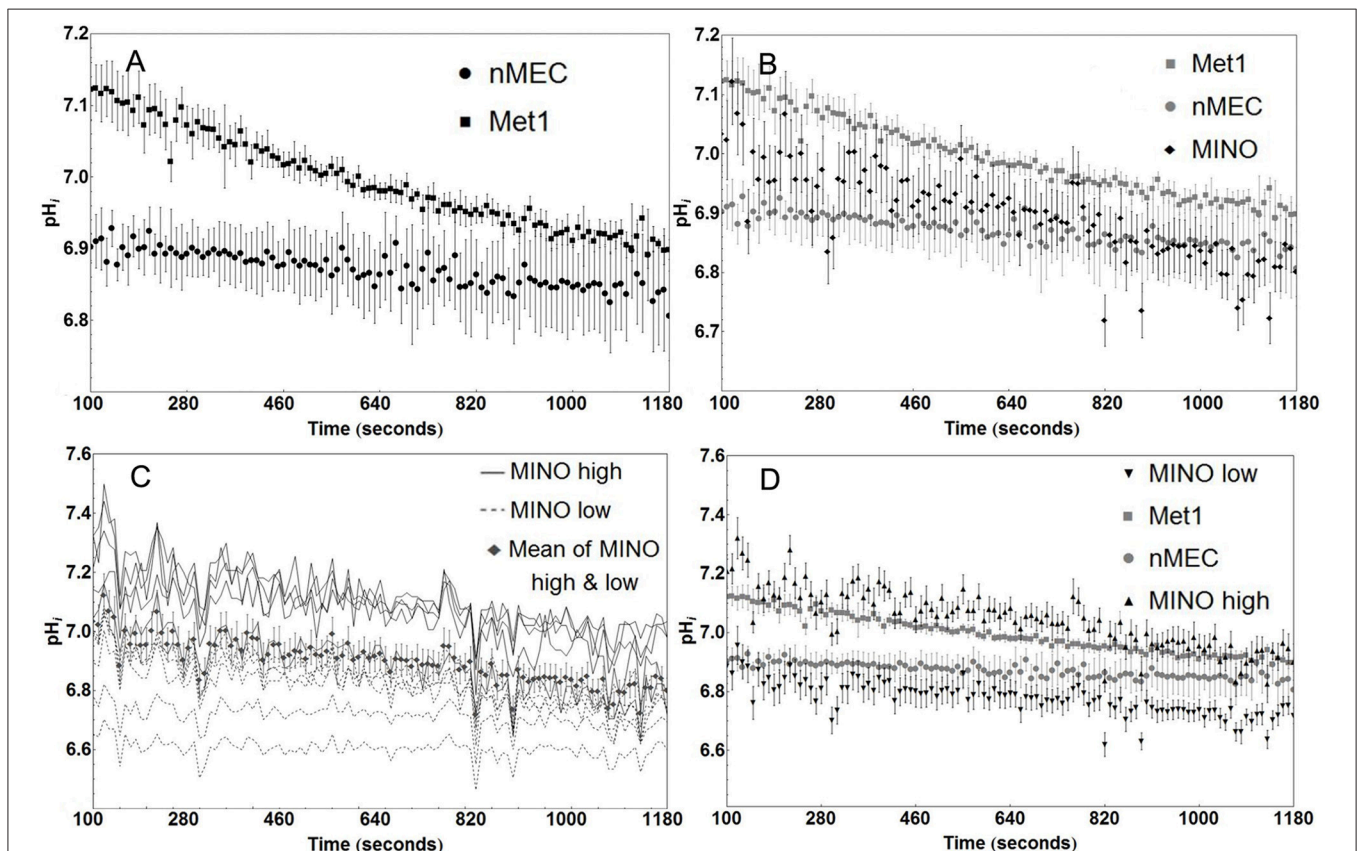 A
nMEC
Met1
7.2
7.1
7.0
6.9
6.8
pHi
100 280 460 640 820 1000 1180
Time (seconds)
B
Met1
nMEC
MINO
7.2
7.1
7.0
6.9
6.8
6.7
pHi
100 280 460 640 820 1000 1180
Time (seconds)
C
MINO high
MINO low
Mean of MINO
high & low
7.6
7.4
7.2
7.0
6.8
6.6
pHi
100 280 460 640 820 1000 1180
Time (seconds)
D
MINO low
Met1
nMEC
MINO high
7.6
7.4
7.2
7.0
6.8
6.6
pHi
100 280 460 640 820 1000 1180
Time (seconds)